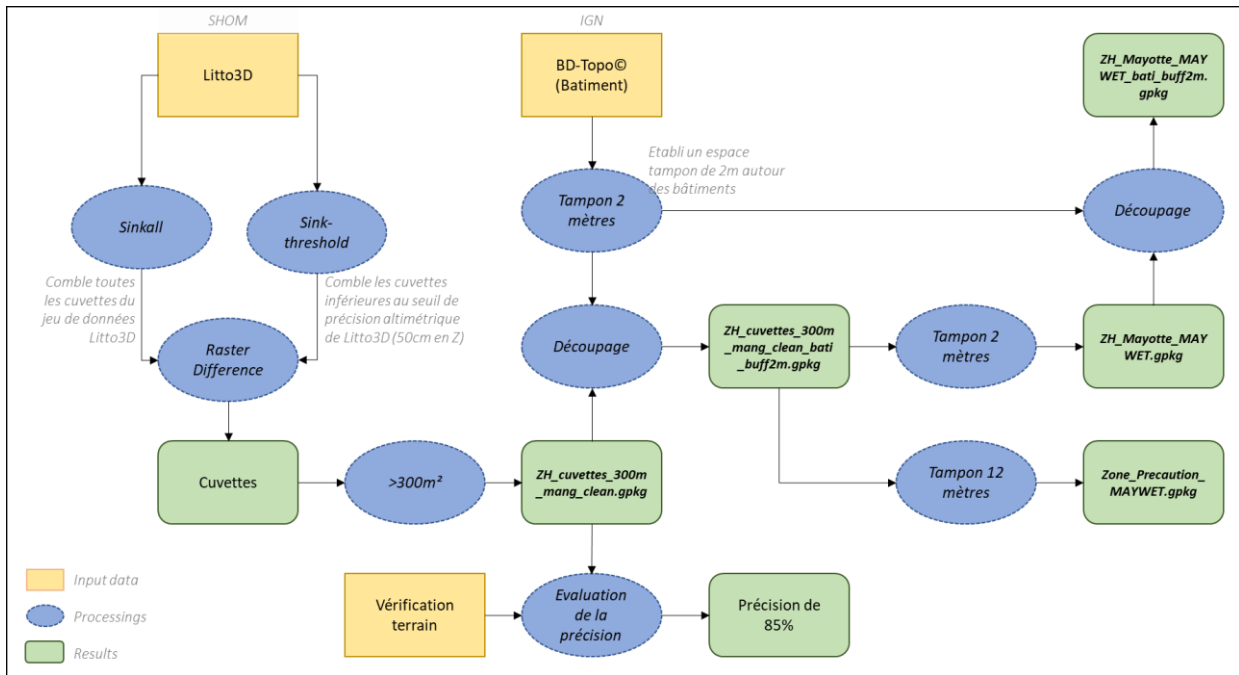 SHOM
Litto3D
IGN
BD-Topo©
(Batiment)
ZH_Mayotte_MAY
WET_bati_buff2m.
gpkg
Sinkall
Sink-
threshold
Tampon 2
mètres
Etabli un espace
tampon de 2m autour
des bâtiments
Découpage
Comble toutes
les cuvettes du
jeu de données
Litto3D
Comble les cuvettes
inférieures au seuil de
précision altimétrique
de Litto3D (50cm en Z)
Raster
Difference
Découpage
ZH_cuvettes_300m
_mang_clean_bati
_buff2m.gpkg
Tampon 2
mètres
ZH_Mayotte_MAY
WET.gpkg
Cuvettes
>300m²
ZH_cuvettes_300m
_mang_clean.gpkg
Tampon 12
mètres
Zone_Precaution_
MAYWET.gpkg
Input data
Processings
Results
Vérification
terrain
Evaluation
de la
précision
Précision de
85%